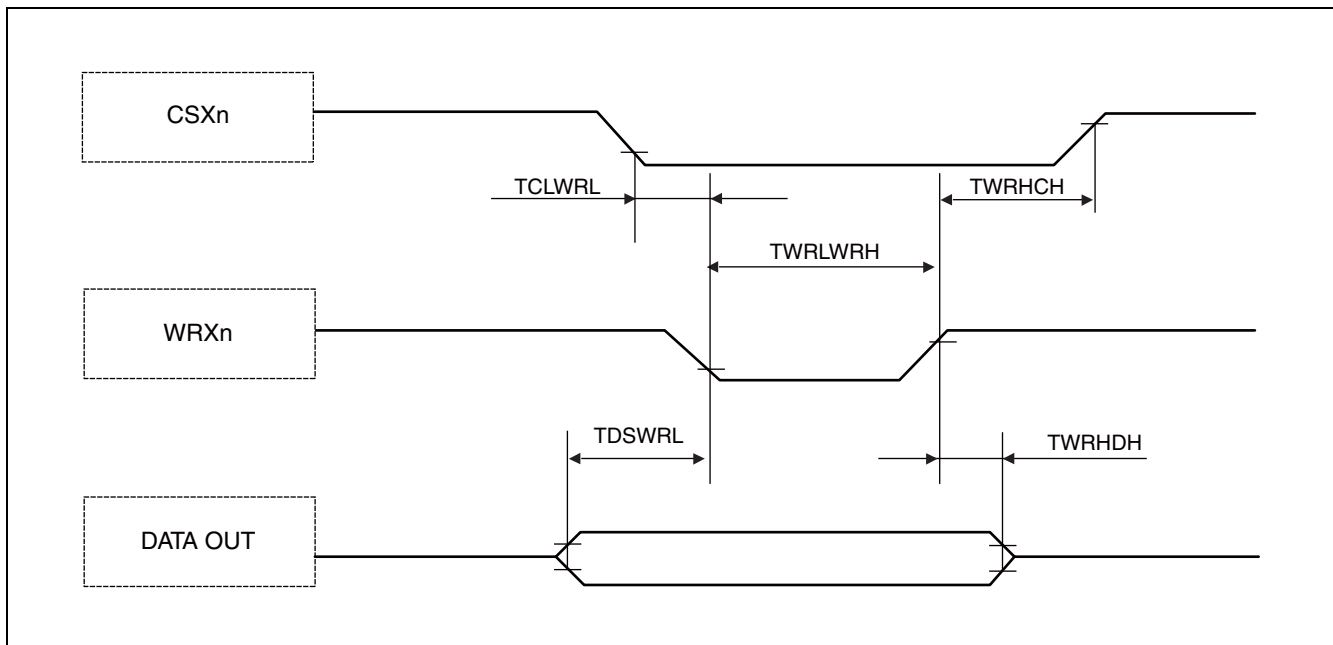 CSXn
TCLWRL
TWRHCH
TWRLWRH
WRXn
TDSWRL
TWRHDH
DATA OUT